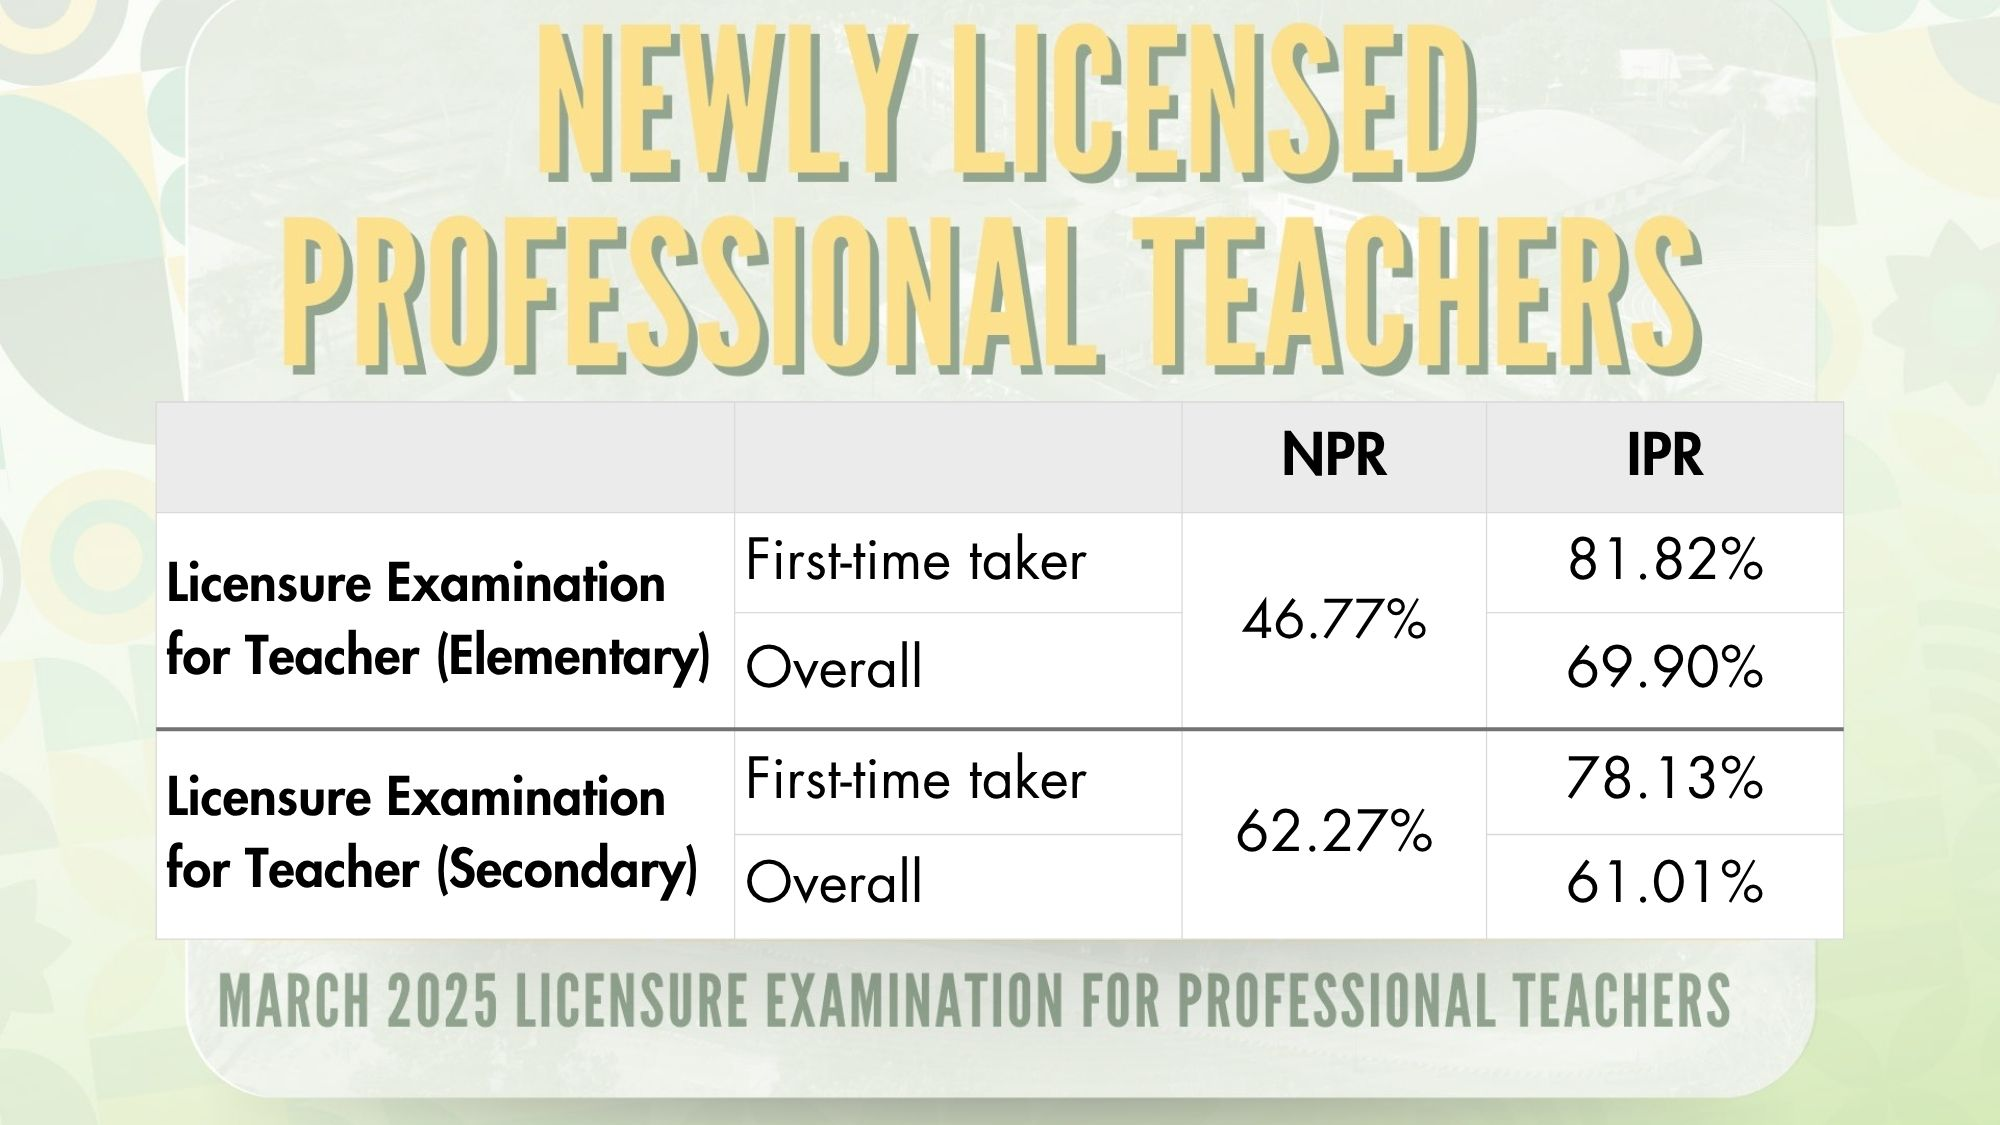 NEWLY LICENSED
PROFESSIONAL TEACHERS
NPR IPR
Licensure Examination
for Teacher (Elementary)
First-time taker
46.77%
81.82%
Overall
69.90%
Licensure Examination
for Teacher (Secondary)
First-time taker
62.27%
78.13%
Overall
61.01%
MARCH 2025 LICENSURE EXAMINATION FOR PROFESSIONAL TEACHERS